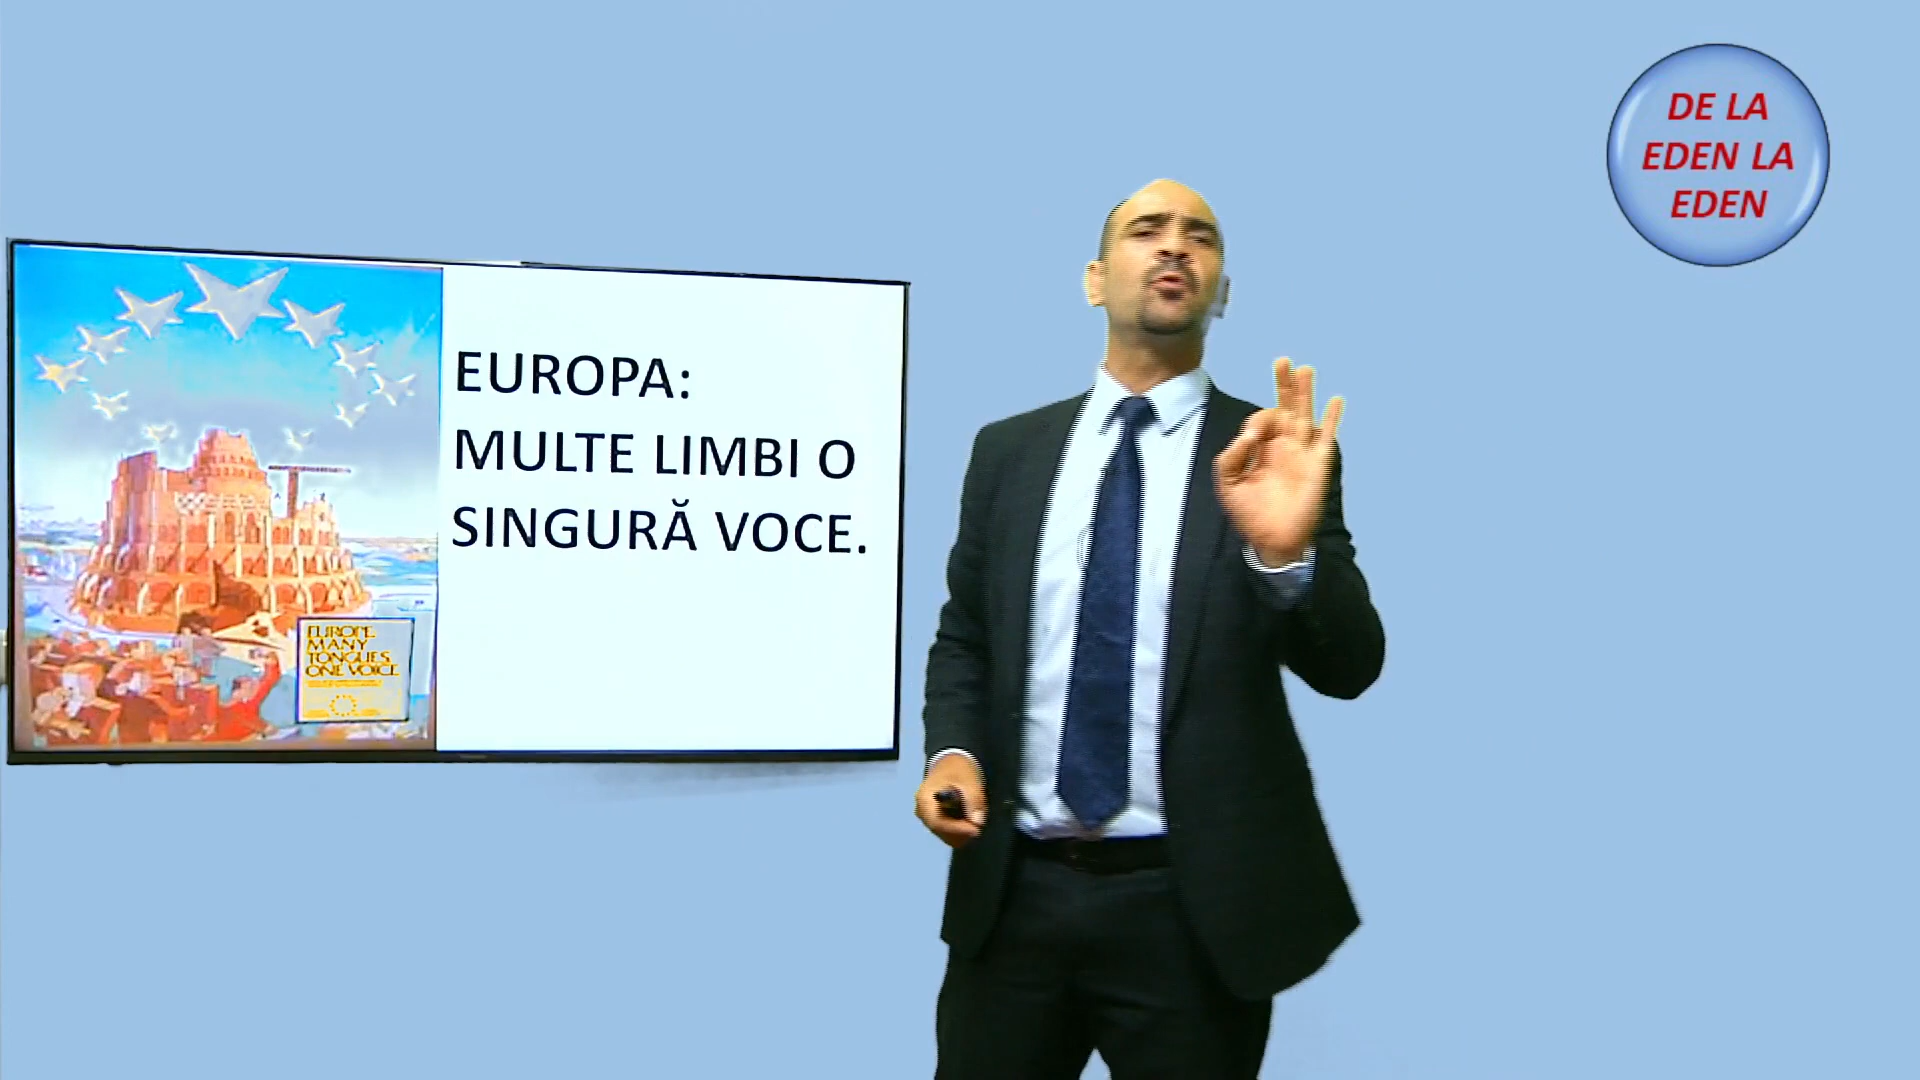 DE LA
EDEN LA
EDEN
EUROPA:
MULTE LIMBI O
SINGURĂ VOCE.
EUROPE
MANY
TONGUES
ONE VOICE